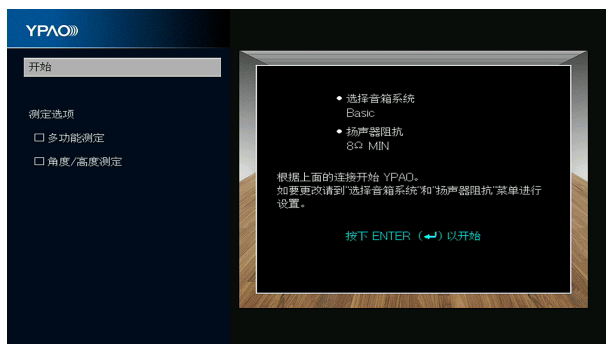 YPAO
开始
测定选项
多功能测定
角度/高度测定
• 选择音箱系统
Basic
• 扬声器阻抗
8Ω MIN
根据上面的连接开始 YPAO。
如要更改请到"选择音箱系统"和"扬声器阻抗"菜单进行
设置。
按下 ENTER (↵) 以开始